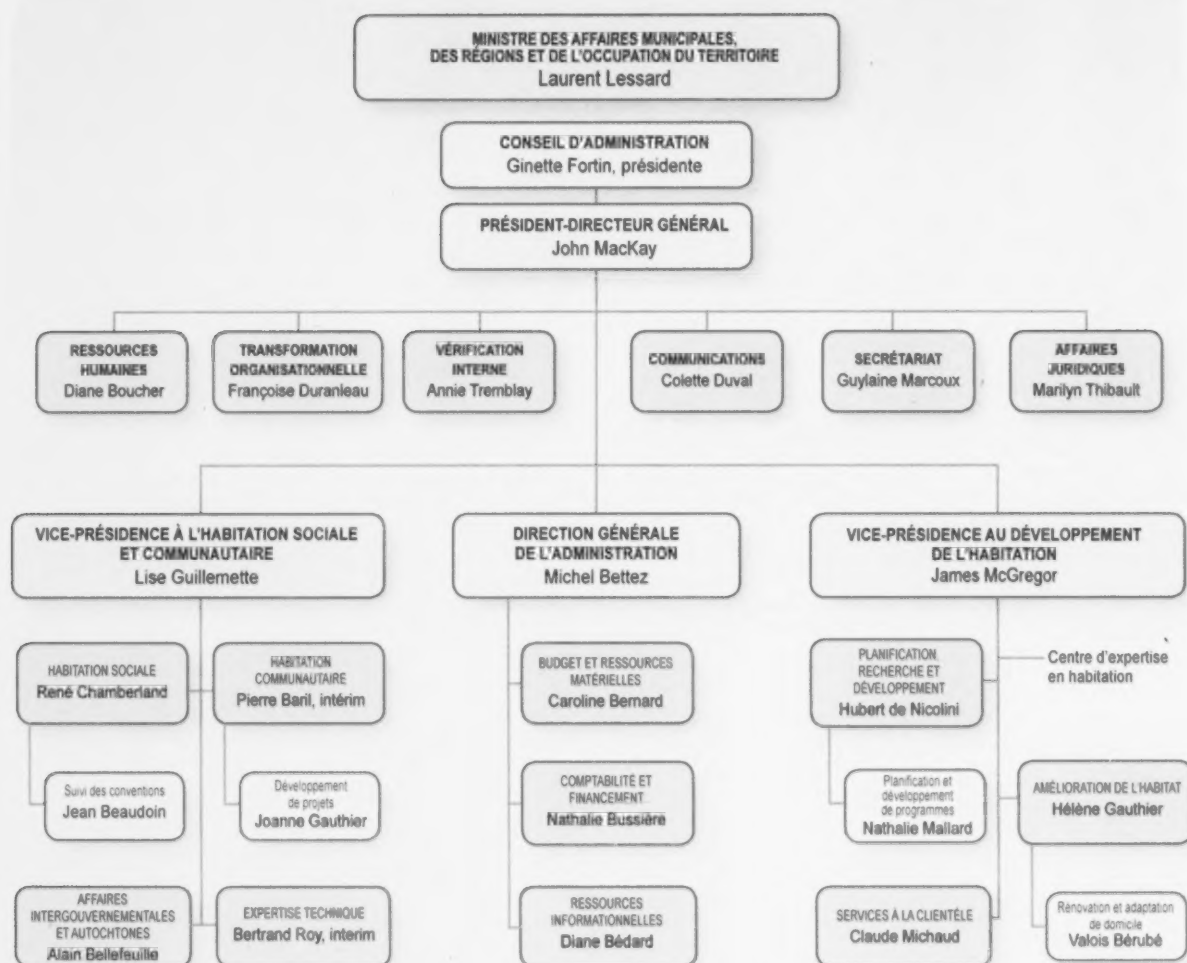 MINISTRE DES AFFAIRES MUNICIPALES,
DES RÉGIONS ET DE L'OCCUPATION DU TERRITOIRE
Laurent Lessard
CONSEIL D'ADMINISTRATION
Ginette Fortin, présidente
PRÉSIDENT-DIRECTEUR GÉNÉRAL
John MacKay
RESSOURCES
HUMAINES
Diane Boucher
TRANSFORMATION
ORGANISATIONNELLE
Françoise Duranleau
VÉRIFICATION
INTERNE
Annie Tremblay
COMMUNICATIONS
Colette Duval
SECRÉTARIAT
Guylaine Marcoux
AFFAIRES
JURIDIQUES
Marilyn Thibault
VICE-PRÉSIDENCE À L'HABITATION SOCIALE
ET COMMUNAUTAIRE
Lise Guillemette
DIRECTION GÉNÉRALE
DE L'ADMINISTRATION
Michel Bettez
VICE-PRÉSIDENCE AU DÉVELOPPEMENT
DE L'HABITATION
James McGregor
HABITATION SOCIALE
René Chamberland
HABITATION
COMMUNAUTAIRE
Pierre Baril, intérim
Suivi des conventions
Jean Beaudoin
Développement
de projets
Joanne Gauthier
AFFAIRES
INTERGOUVERNEMENTALES
ET AUTOCHTONES
Alain Bellefeuille
EXPERTISE TECHNIQUE
Bertrand Roy, interim
BUDGET ET RESSOURCES
MATÉRIELLES
Caroline Bernard
COMPTABILITÉ ET
FINANCEMENT
Nathalie Bussière
RESSOURCES
INFORMATIONNELLES
Diane Bédard
PLANIFICATION,
RECHERCHE ET
DÉVELOPPEMENT
Hubert de Nicolini
Centre d'expertise
en habitation
Planification et
développement
de programmes
Nathalie Mallard
AMÉLIORATION DE L'HABITAT
Hélène Gauthier
SERVICES À LA CLIENTÈLE
Claude Michaud
Rénovation et adaptation
de domicile
Valois Bérubé